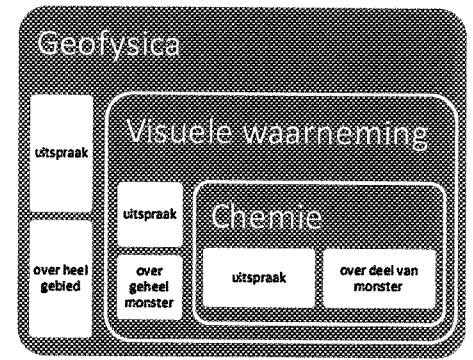 Geofysica
uitspraak
over heel
gebied
Visuele waarneming
uitspraak
over
geheel
monster
Chemie
uitspraak
over deel van
monster